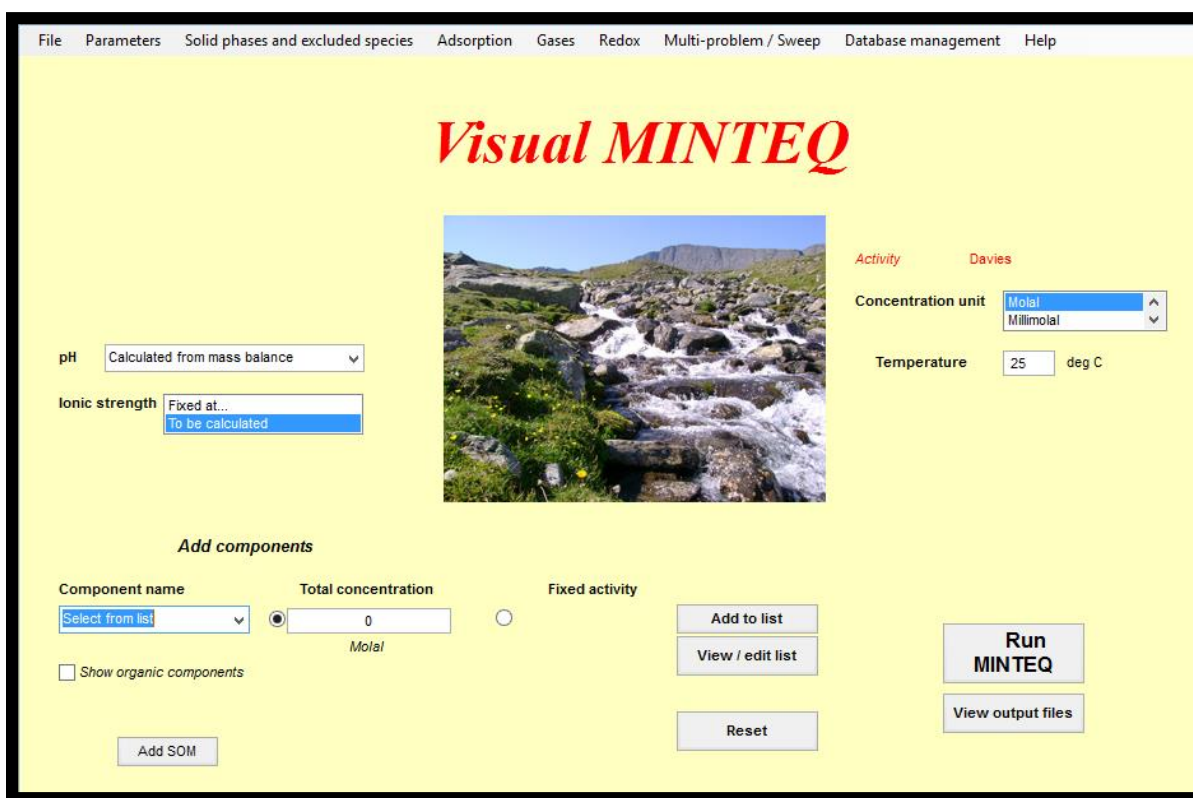 File Parameters Solid phases and excluded species Adsorption Gases Redox Multi-problem / Sweep Database management Help
Visual MINTEQ
Activity Davies
Concentration unit Molal
Millimolal
pH Calculated from mass balance
Temperature 25 deg C
Ionic strength Fixed at...
To be calculated
Add components
Component name Total concentration Fixed activity
Select from list 0 Add to list
Molal
View / edit list
Run
MINTEQ
Show organic components
View output files
Reset
Add SOM